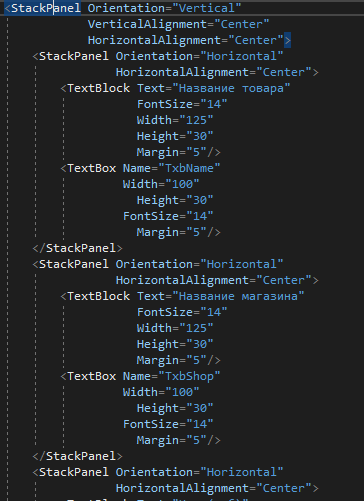 <StackPanel Orientation="Vertical"
VerticalAlignment="Center"
HorizontalAlignment="Center">
<StackPanel Orientation="Horizontal"
HorizontalAlignment="Center">
<TextBlock Text="Название товара"
FontSize="14"
Width="125"
Height="30"
Margin="5"/>
<TextBox Name="TxbName"
Width="100"
Height="30"
FontSize="14"
Margin="5"/>
</StackPanel>
<StackPanel Orientation="Horizontal"
HorizontalAlignment="Center">
<TextBlock Text="Название магазина"
FontSize="14"
Width="125"
Height="30"
Margin="5"/>
<TextBox Name="TxbShop"
Width="100"
Height="30"
FontSize="14"
Margin="5"/>
</StackPanel>
<StackPanel Orientation="Horizontal"
HorizontalAlignment="Center">